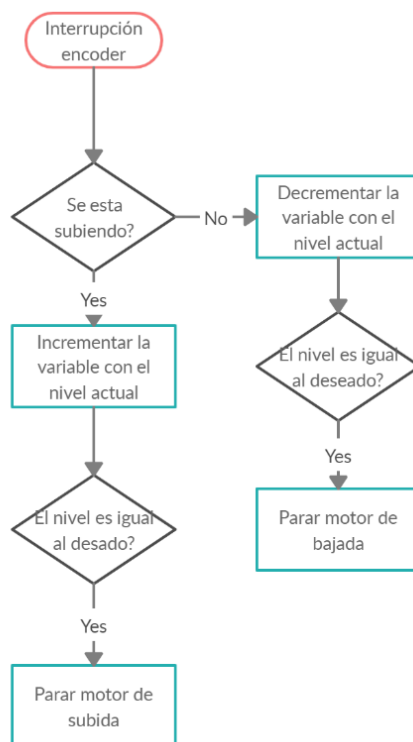 Interrupción
encoder
Se esta
subiendo?
No
Decrementar la
variable con el
nivel actual
Yes
Incrementar la
variable con el
nivel actual
El nivel es igual
al deseado?
Yes
Parar motor de
bajada
El nivel es igual
al desado?
Yes
Parar motor de
subida